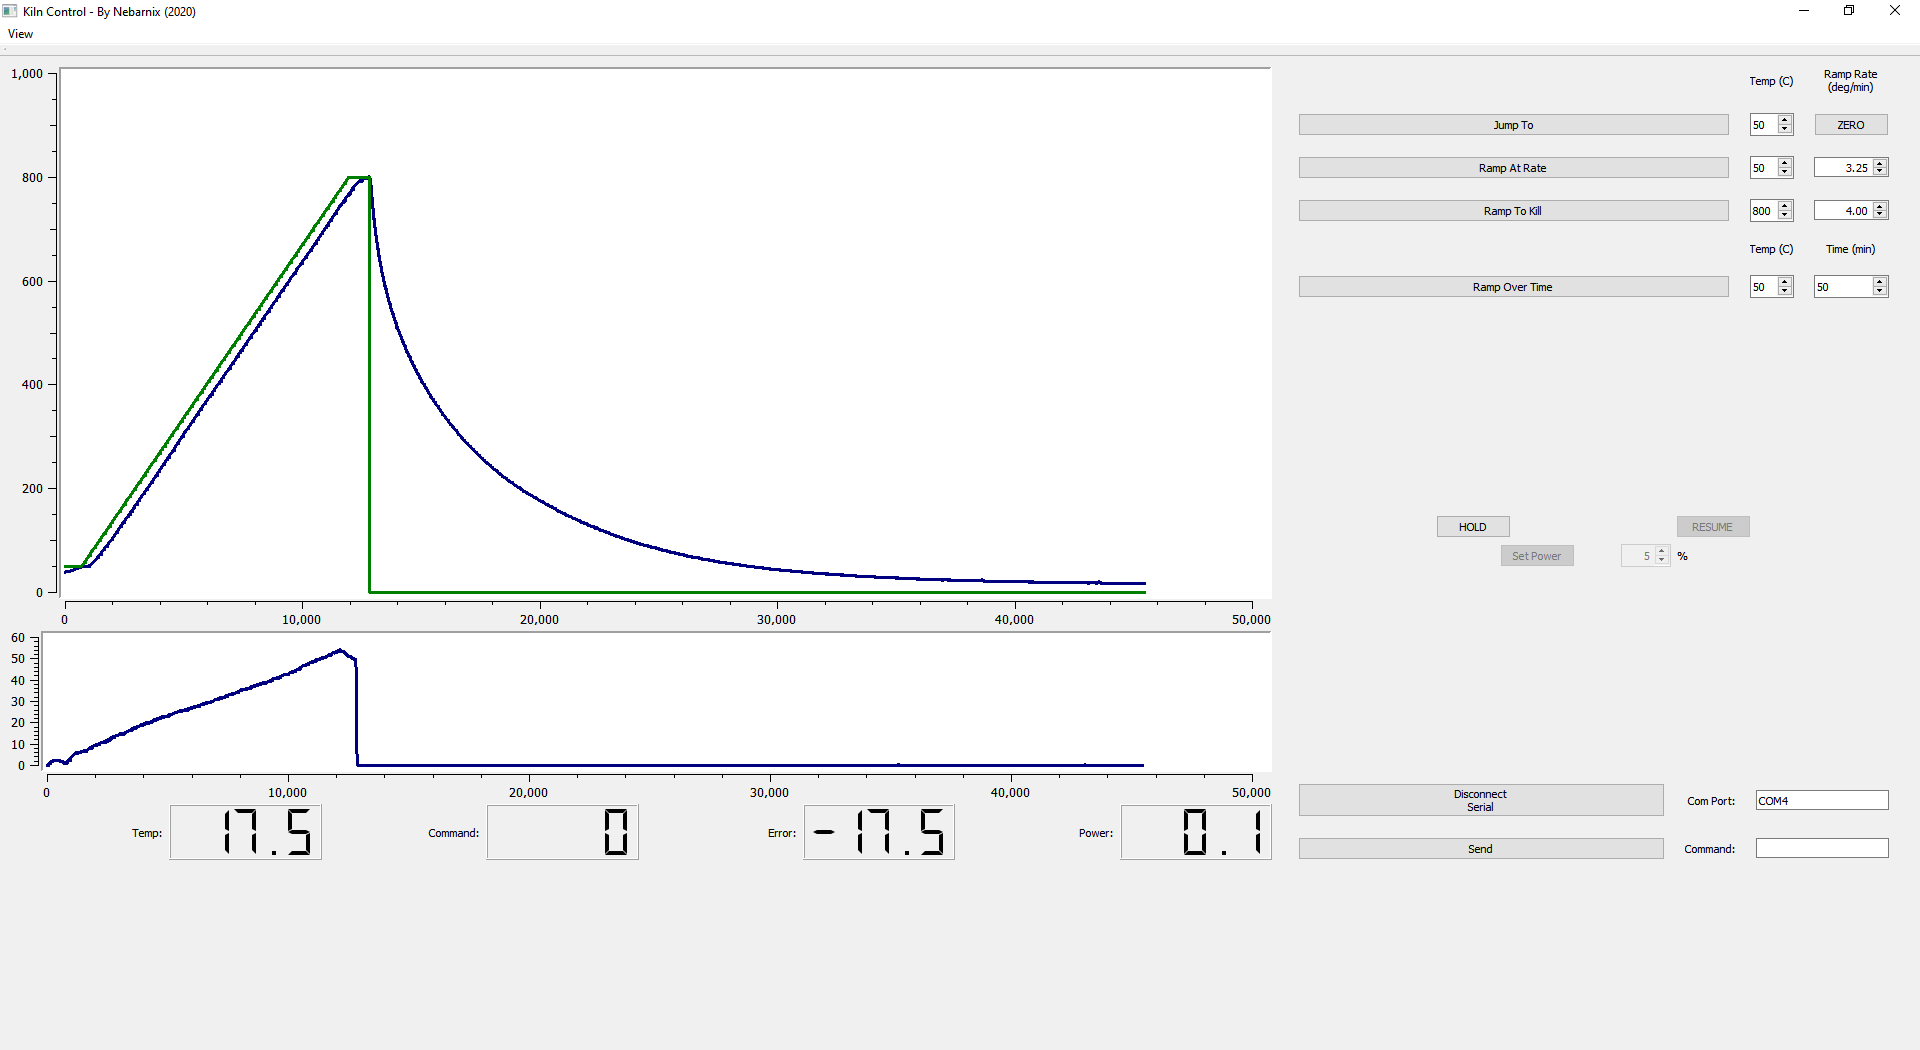 Kiln Control - By Nebarnix (2020)
View
1,000
800
600
400
200
0
0 10,000 20,000 30,000 40,000 50,000
60
50
40
30
20
10
0
0 10,000 20,000 30,000 40,000 50,000
Temp: 17.5 Command: 0 Error: -17.5 Power: 0.1
Temp (C) Ramp Rate
(deg/min)
Jump To 50 ZERO
Ramp At Rate 50 3.25
Ramp To Kill 800 4.00
Temp (C) Time (min)
Ramp Over Time 50 50
HOLD RESUME
Set Power 5 %
Disconnect
Serial
Com Port: COM4
Send Command: